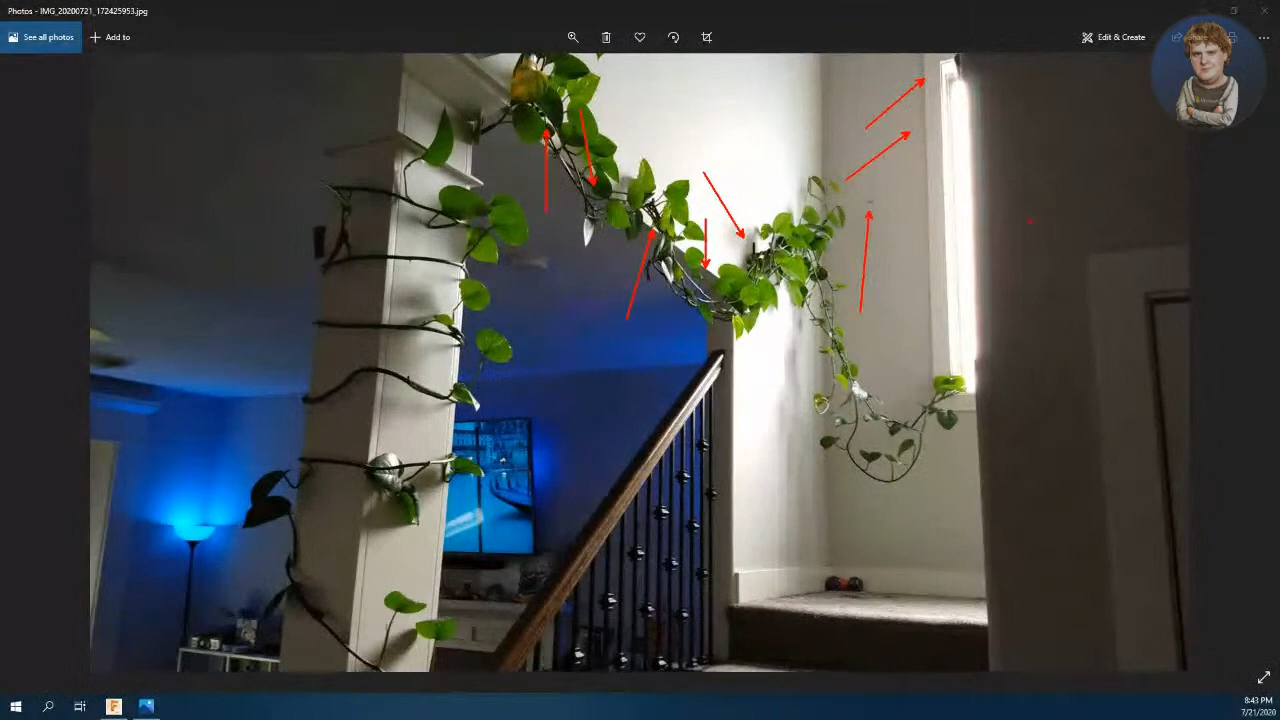 Photos - IMG_20200721_172425953.jpg
See all photos
Add to
Edit & Create
8:43 PM
7/21/2020